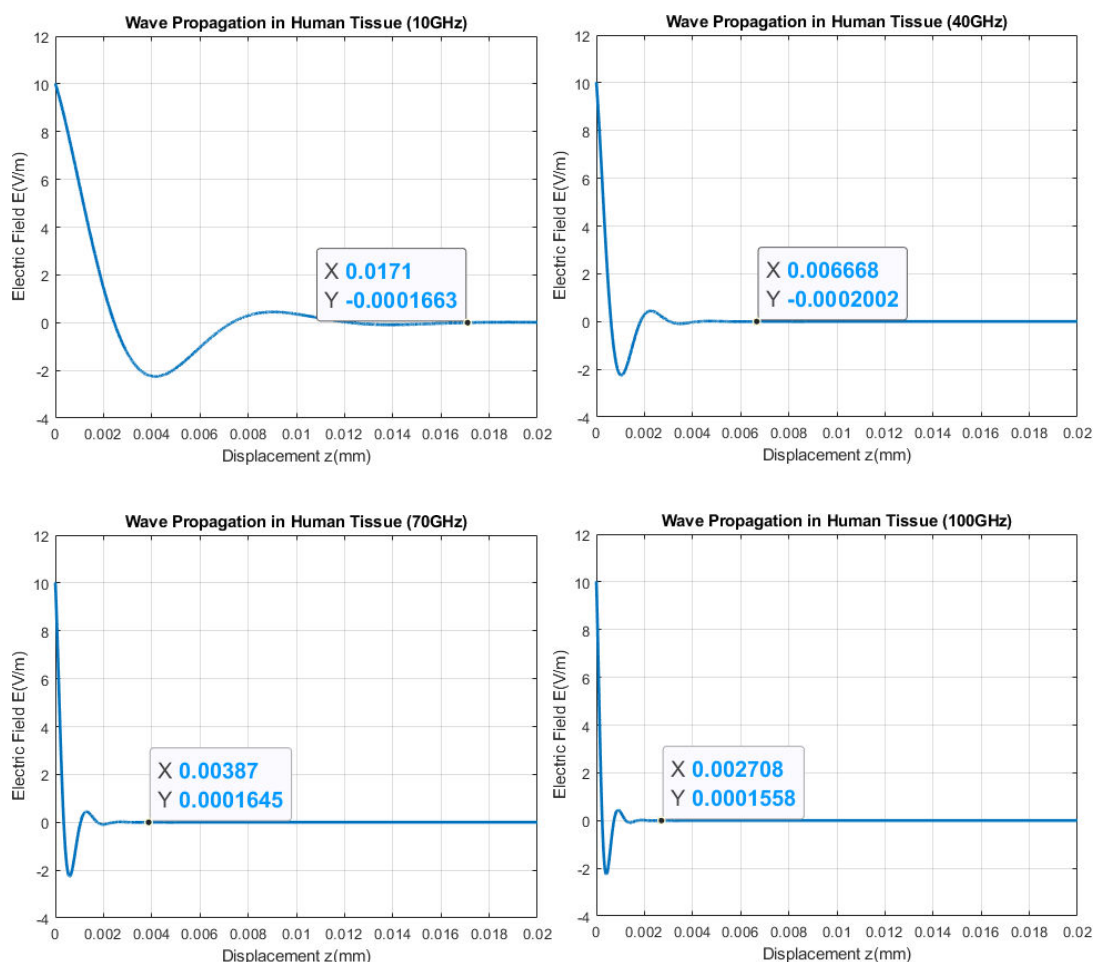 Wave Propagation in Human Tissue (10GHz)
12
10
8
6
4
2
0
-2
-4
Electric Field E(V/m)
X 0.0171
Y -0.0001663
0 0.002 0.004 0.006 0.008 0.01 0.012 0.014 0.016 0.018 0.02
Displacement z(mm)
Wave Propagation in Human Tissue (40GHz)
12
10
8
6
4
2
0
-2
-4
Electric Field E(V/m)
X 0.006668
Y -0.0002002
0 0.002 0.004 0.006 0.008 0.01 0.012 0.014 0.016 0.018 0.02
Displacement z(mm)
Wave Propagation in Human Tissue (70GHz)
12
10
8
6
4
2
0
-2
-4
Electric Field E(V/m)
X 0.00387
Y 0.0001645
0 0.002 0.004 0.006 0.008 0.01 0.012 0.014 0.016 0.018 0.02
Displacement z(mm)
Wave Propagation in Human Tissue (100GHz)
12
10
8
6
4
2
0
-2
-4
Electric Field E(V/m)
X 0.002708
Y 0.0001558
0 0.002 0.004 0.006 0.008 0.01 0.012 0.014 0.016 0.018 0.02
Displacement z(mm)